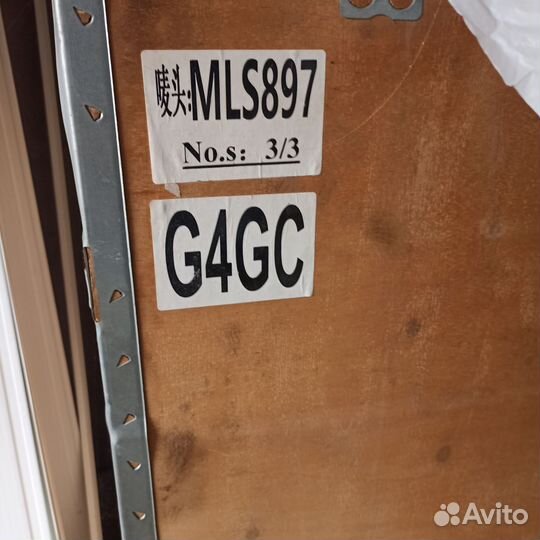 唛头:MLS897
No.s: 3/3
G4GC
Avito